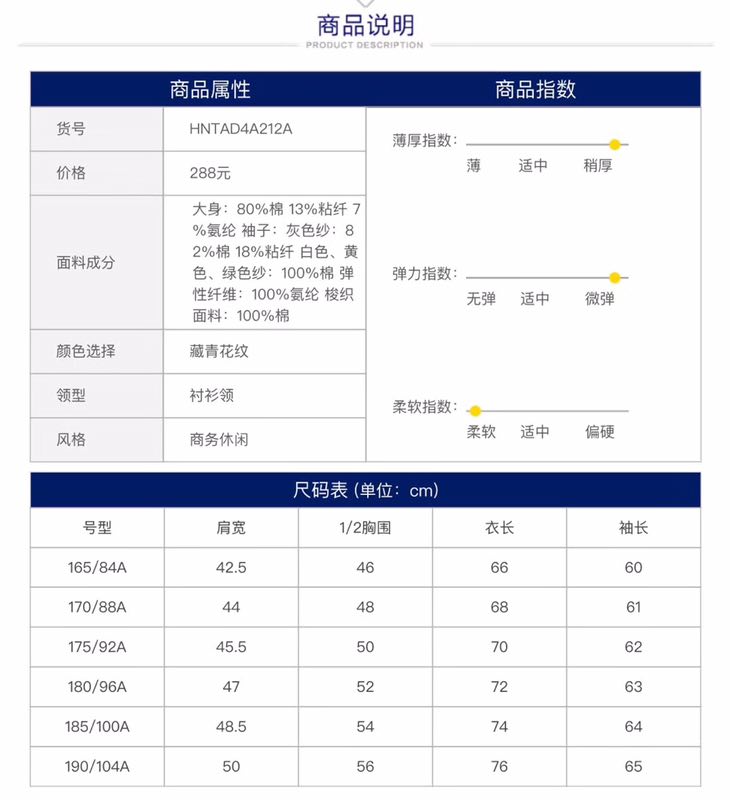 商品说明
PRODUCT DESCRIPTION
商品属性
货号 HNTAD4A212A
价格 288元
面料成分
大身：80%棉 13%粘纤 7
%氨纶 袖子：灰色纱：8
2%棉 18%粘纤 白色、黄
色、绿色纱：100%棉 弹
性纤维：100%氨纶 梭织
面料：100%棉
颜色选择 藏青花纹
领型 衬衫领
风格 商务休闲
商品指数
薄厚指数：
薄 适中 稍厚
弹力指数：
无弹 适中 微弹
柔软指数：
柔软 适中 偏硬
尺码表 (单位：cm)
号型 肩宽 1/2胸围 衣长 袖长
165/84A 42.5 46 66 60
170/88A 44 48 68 61
175/92A 45.5 50 70 62
180/96A 47 52 72 63
185/100A 48.5 54 74 64
190/104A 50 56 76 65